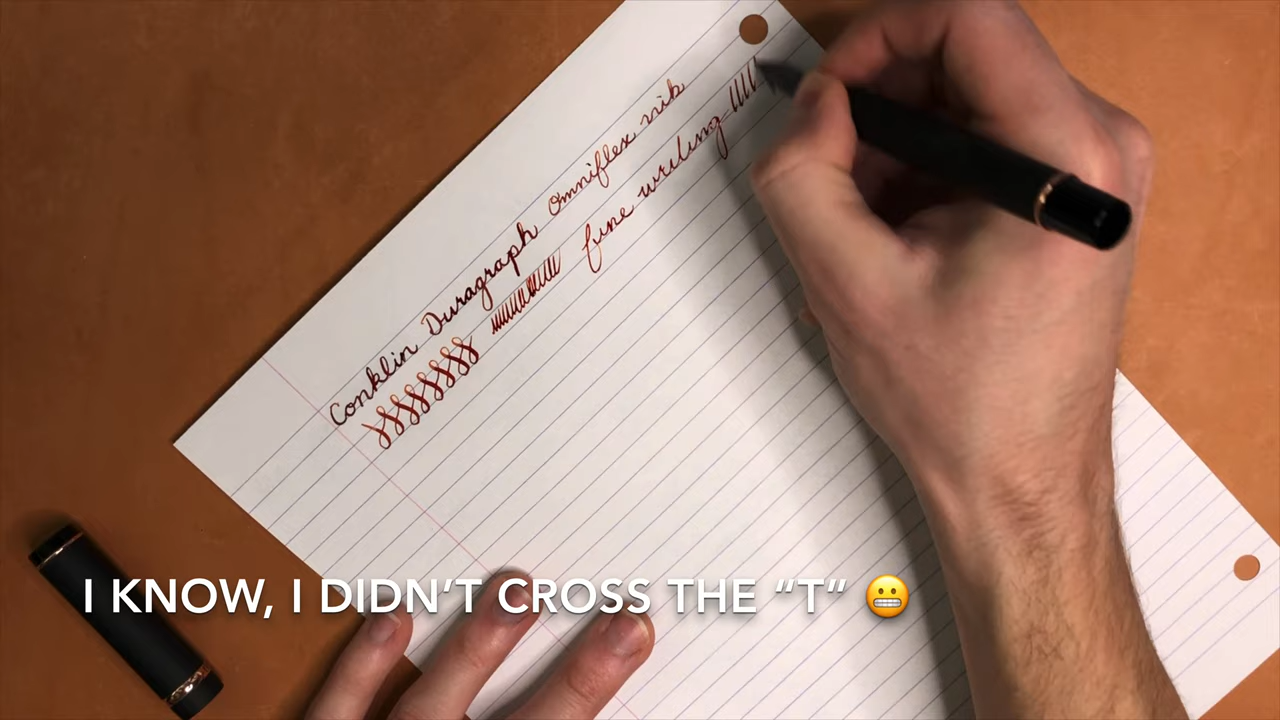 Conklin Duragraph Omniflex nib
fine writing
I KNOW, I DIDN’T CROSS THE “T” 😬